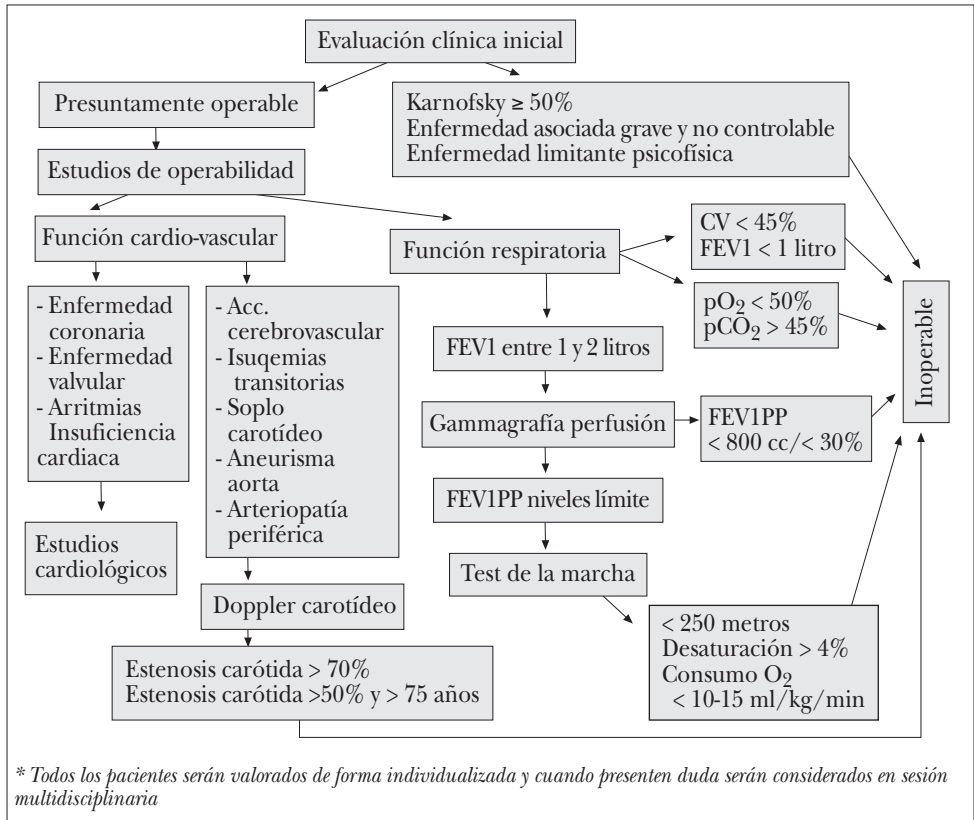 Evaluación clínica inicial
Presuntamente operable
Karnofsky ≥ 50%
Enfermedad asociada grave y no controlable
Enfermedad limitante psicofísica
Estudios de operabilidad
Función cardio-vascular
Función respiratoria
CV < 45%
FEV1 < 1 litro
pO2 < 50%
pCO2 > 45%
Inoperable
- Enfermedad
coronaria
- Enfermedad
valvular
- Arritmias
Insuficiencia
cardiaca
- Acc.
cerebrovascular
- Isuqemias
transitorias
- Soplo
carotídeo
- Aneurisma
aorta
- Arteriopatía
periférica
FEV1 entre 1 y 2 litros
Gammagrafía perfusión
FEV1PP
< 800 cc/< 30%
FEV1PP niveles límite
Estudios
cardiológicos
Test de la marcha
Doppler carotídeo
< 250 metros
Desaturación > 4%
Consumo O2
< 10-15 ml/kg/min
Estenosis carótida > 70%
Estenosis carótida >50% y > 75 años
* Todos los pacientes serán valorados de forma individualizada y cuando presenten duda serán considerados en sesión
multidisciplinaria